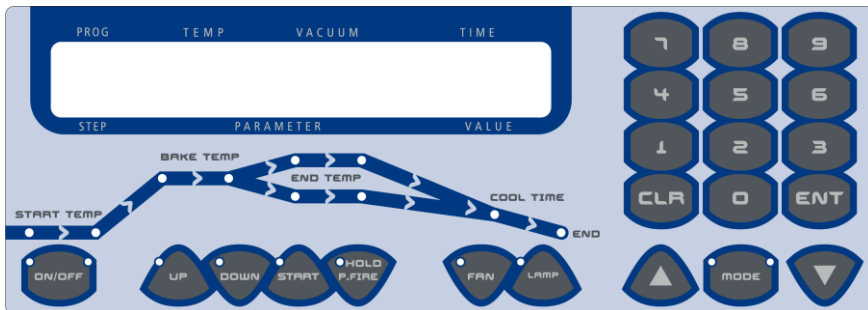 PROG TEMP VACUUM TIME
STEP PARAMETER VALUE
BAKE TEMP
END TEMP
COOL TIME
START TEMP
END
ON/OFF UP DOWN START HOLD P.FIRE FAN LAMP
7 8 9
4 5 6
1 2 3
CLR 0 ENT
MODE